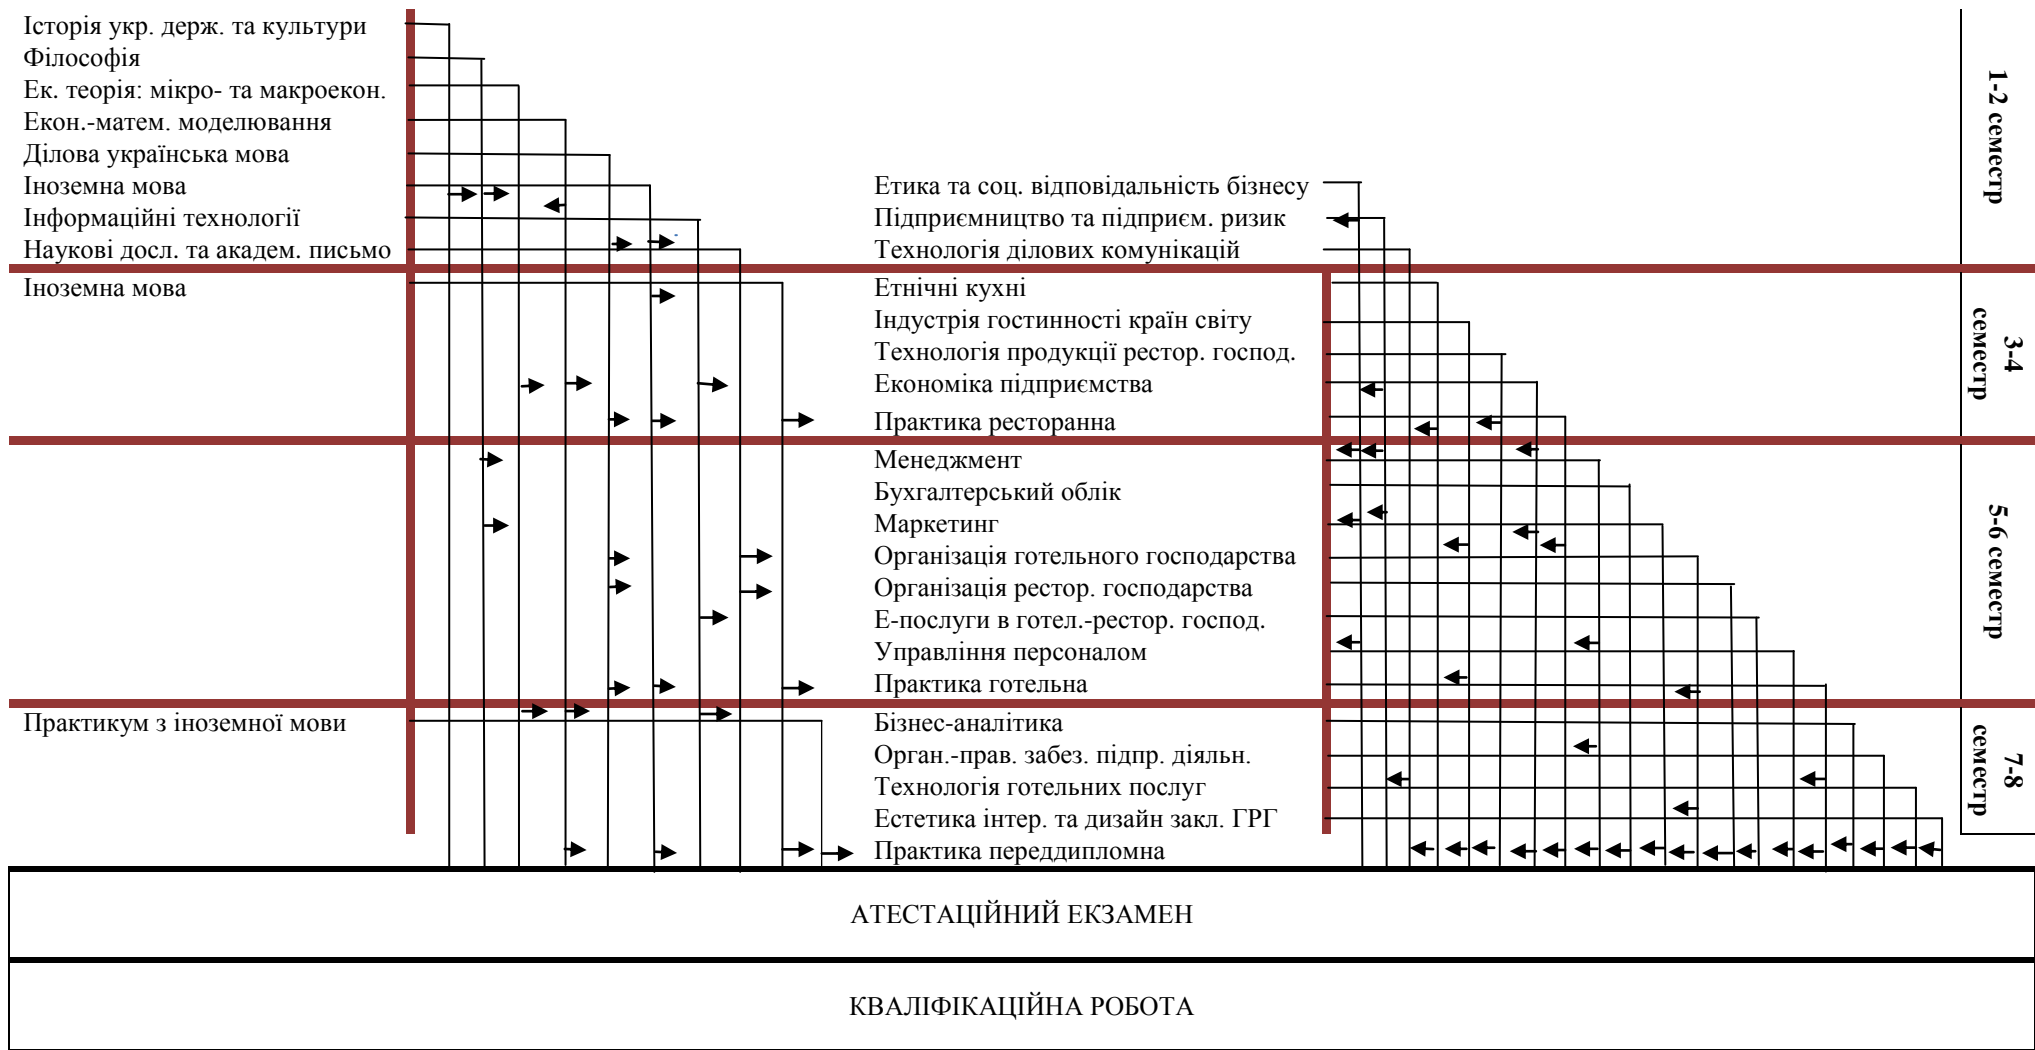 Історія укр. держ. та культури
Філософія
Ек. теорія: мікро- та макроекон.
Екон.-матем. моделювання
Ділова українська мова
Іноземна мова
Інформаційні технології
Наукові досл. та академ. письмо
Етика та соц. відповідальність бізнесу
Підприємництво та підприєм. ризик
Технологія ділових комунікацій
1-2 семестр
Іноземна мова
Етнічні кухні
Індустрія гостинності країн світу
Технологія продукції рестор. господ.
Економіка підприємства
Практика ресторанна
3-4
семестр
Менеджмент
Бухгалтерський облік
Маркетинг
Організація готельного господарства
Організація рестор. господарства
Е-послуги в готел.-рестор. господ.
Управління персоналом
Практика готельна
5-6 семестр
Практикум з іноземної мови
Бізнес-аналітика
Орган.-прав. забез. підпр. діяльн.
Технологія готельних послуг
Естетика інтер. та дизайн закл. ГРГ
Практика переддипломна
7-8
семестр
АТЕСТАЦІЙНИЙ ЕКЗАМЕН
КВАЛІФІКАЦІЙНА РОБОТА